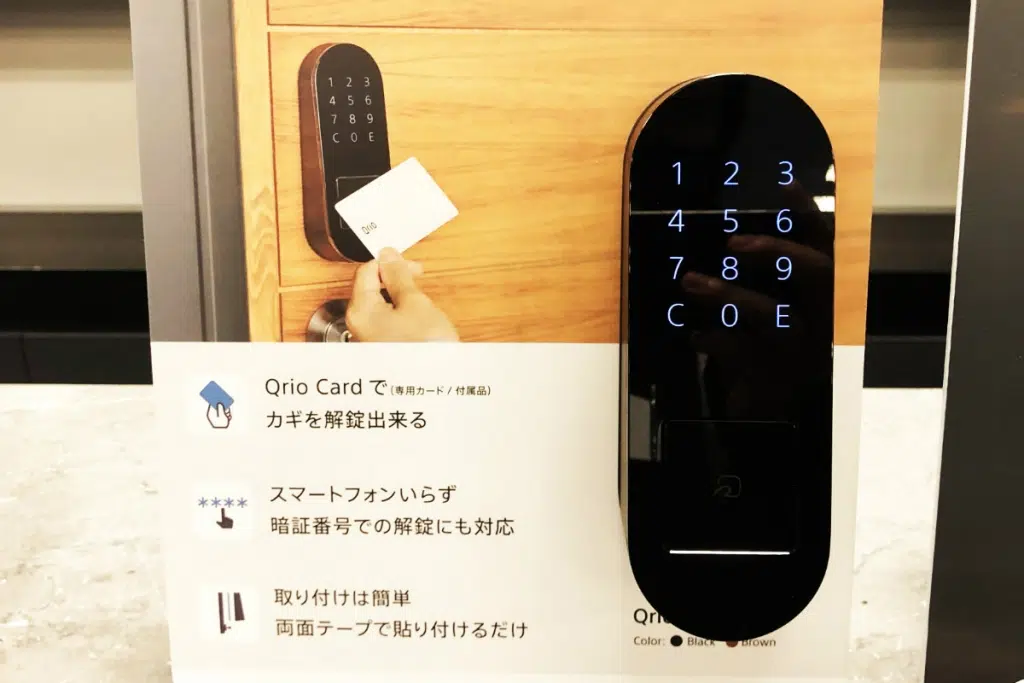 1 2 3
4 5 6
7 8 9
C 0 E
Qrio
1 2 3
4 5 6
7 8 9
C 0 E
Qrio Card で(専用カード / 付属品)
カギを解錠出来る
****
スマートフォンいらず
暗証番号での解錠にも対応
取り付けは簡単
両面テープで貼り付けるだけ
Color: Black Brown